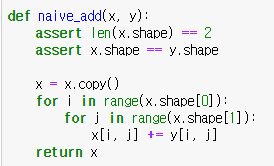 def naive_add(x, y):
    assert len(x.shape) == 2
    assert x.shape == y.shape

    x = x.copy()
    for i in range(x.shape[0]):
        for j in range(x.shape[1]):
            x[i, j] += y[i, j]
    return x